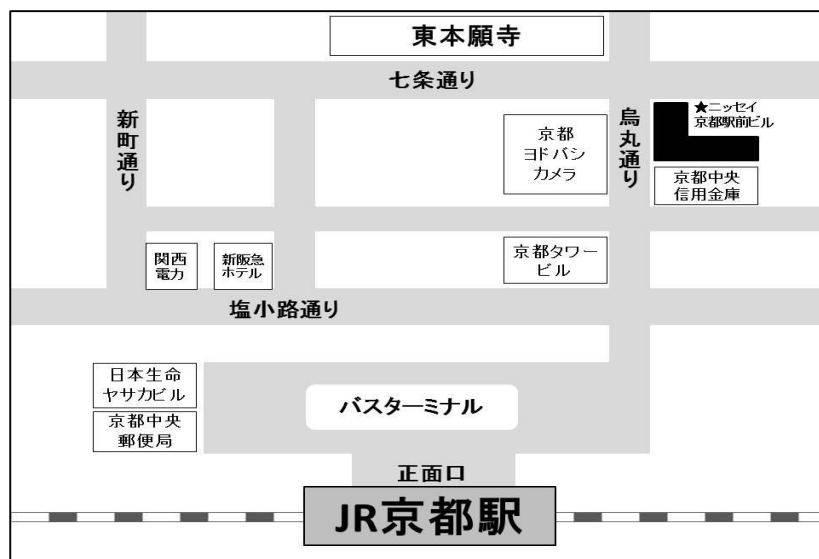 東本願寺
七条通り
新町通り
烏丸通り
★ニッセイ
京都駅前ビル
京都
ヨドバシ
カメラ
京都中央
信用金庫
関西
電力
新阪急
ホテル
京都タワー
ビル
塩小路通り
日本生命
ヤサカビル
京都中央
郵便局
バスターミナル
正面口
JR京都駅